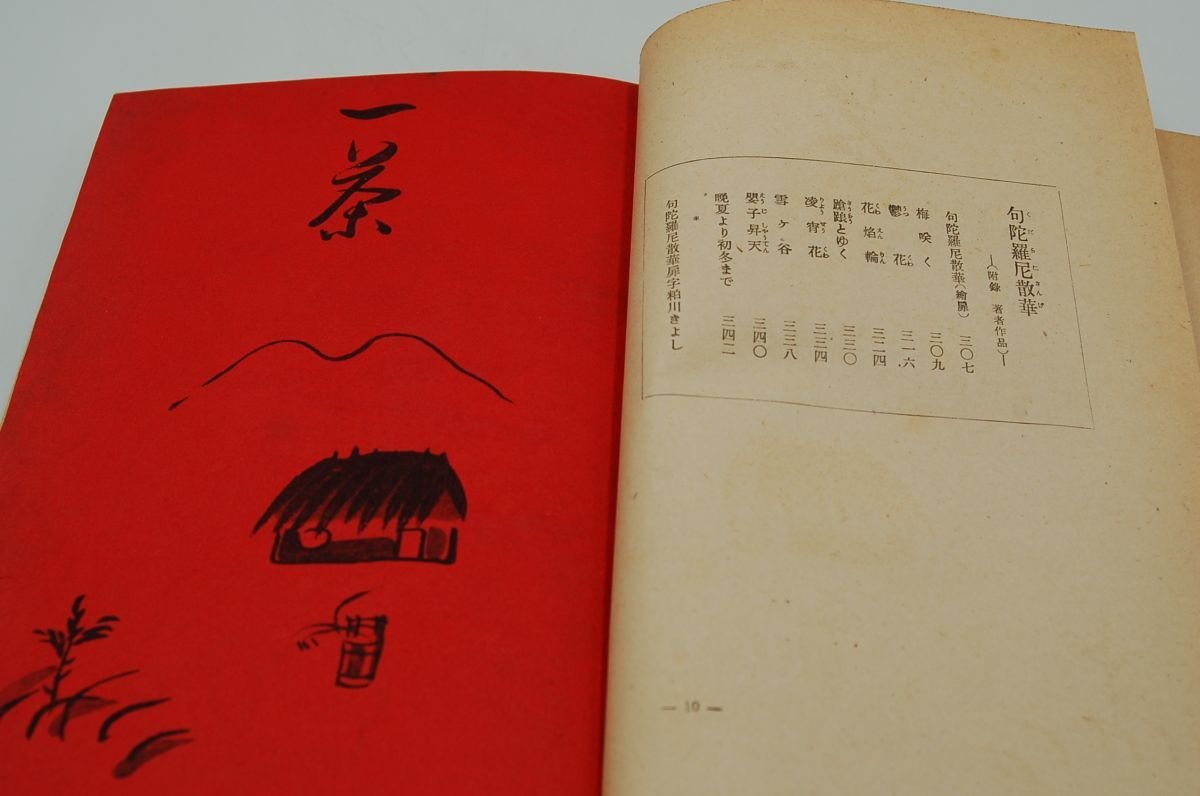 句陀羅尼散華
―(附錄 著者作品)―
句陀羅尼散華(繪扉) 三〇七
梅咲く 三〇九
鬱花 三一六
花焰輪 三二四
蹌踉とゆく 三三〇
凌霄花 三三四
雪ヶ谷 三三八
嬰子昇天 三四〇
晩夏より初冬まで 三四二
句陀羅尼散華扉字粕川きよし
― 10 ―
一茶